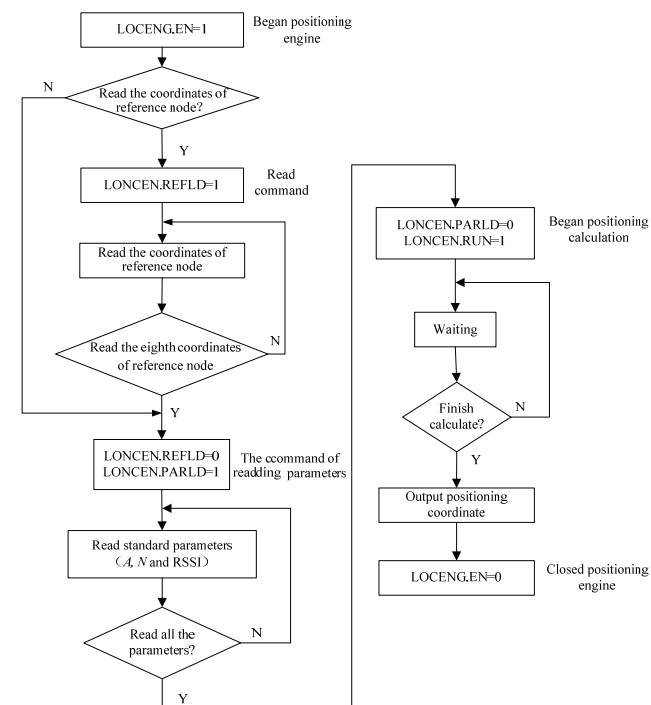 LOCENG.EN=1
Began positioning
engine
N
Read the coordinates of
reference node?
Y
LONCEN.REFLD=1
Read
command
Read the coordinates of
reference node
Read the eighth coordinates
of reference node
N
Y
LONCEN.REFLD=0
LONCEN.PARLD=1
The ccommand of
readding parameters
Read standard parameters
（A, N and RSSI）
Read all the
parameters?
N
Y
LONCEN.PARLD=0
LONCEN.RUN=1
Began positioning
calculation
Waiting
Finish
calculate?
N
Y
Output positioning
coordinate
LOCENG.EN=0
Closed positioning
engine